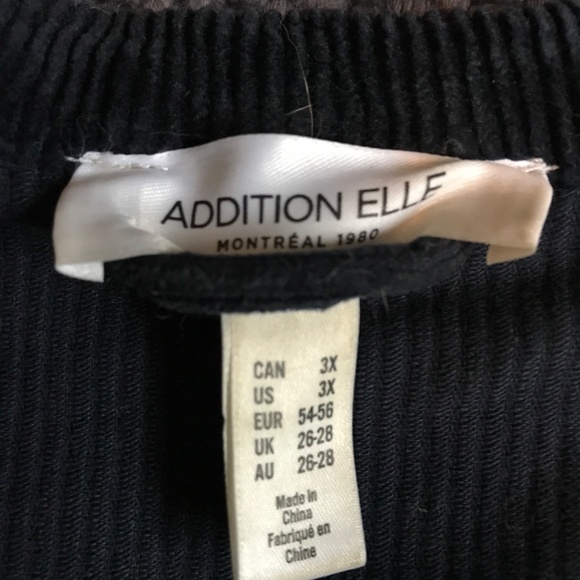 ADDITION ELLE
MONTRÉAL 1980
CAN 3X
US 3X
EUR 54-56
UK 26-28
AU 26-28
Made in
China
Fabriqué en
Chine